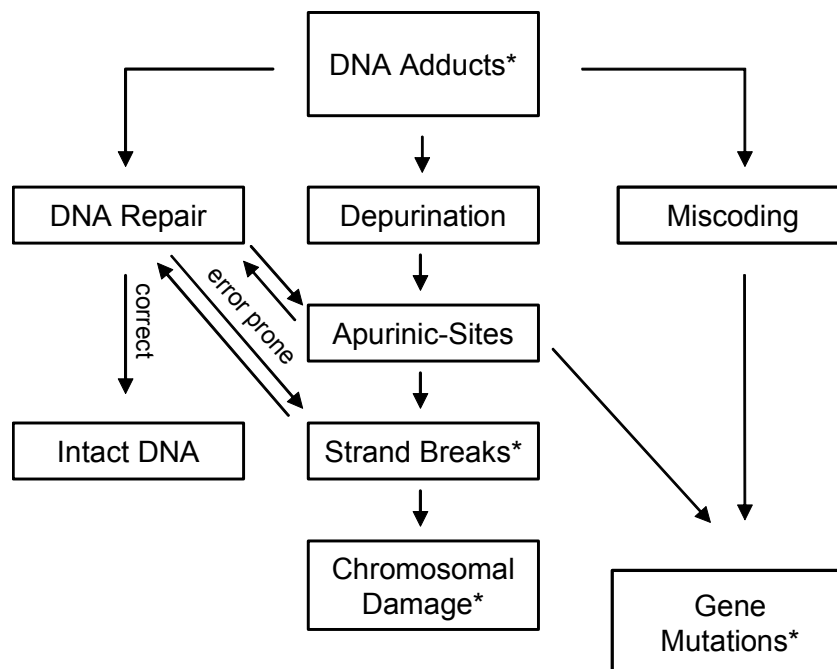 DNA Adducts*
DNA Repair
Depurination
Miscoding
correct
error prone
Apurinic-Sites
Intact DNA
Strand Breaks*
Chromosomal
Damage*
Gene
Mutations*